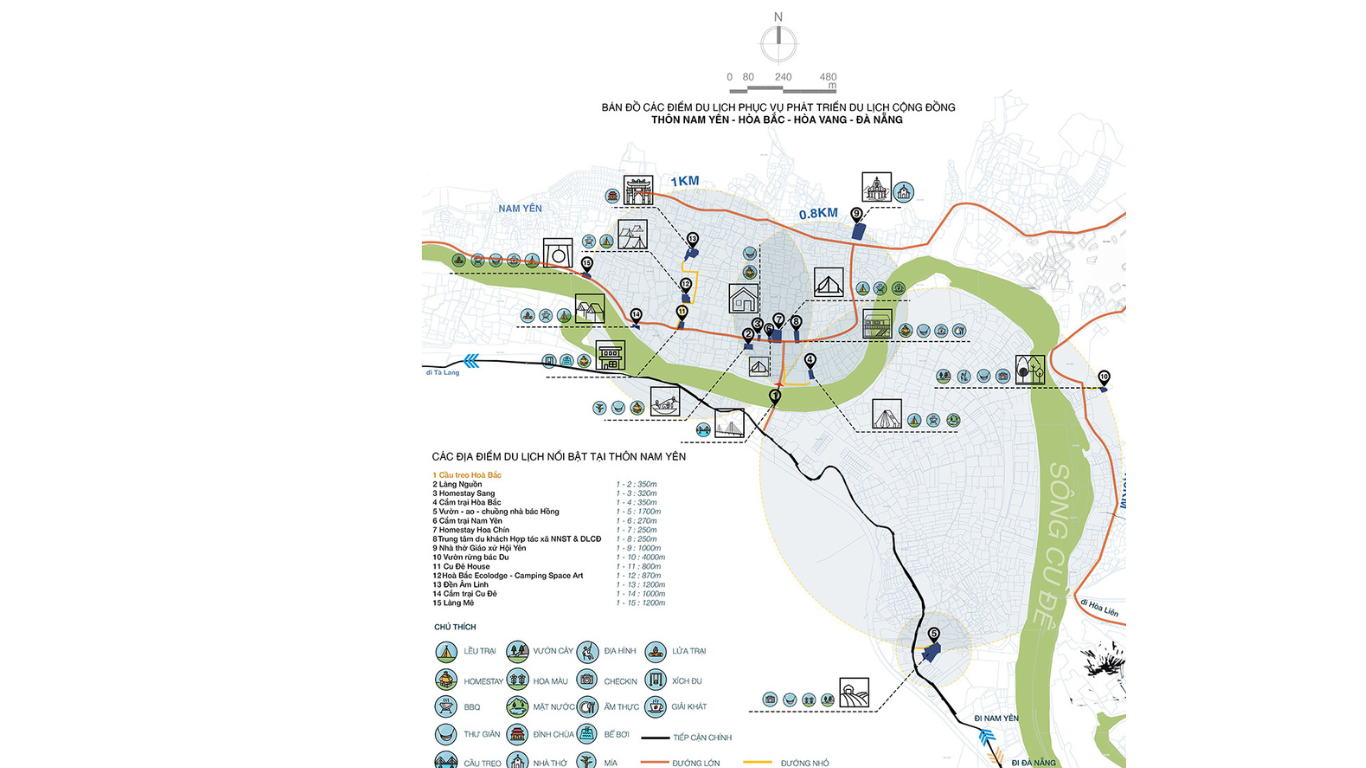 N
0 80 240 480
m
BẢN ĐỒ CÁC ĐIỂM DU LỊCH PHỤC VỤ PHÁT TRIỂN DU LỊCH CỘNG ĐỒNG
THÔN NAM YÊN - HÒA BẮC - HÒA VANG - ĐÀ NẴNG
1KM
0.8KM
NAM YÊN
9
13
15
12
11
14
2
3
6
7
8
4
1
10
đi Tà Lang
SÔNG CU ĐÊ
đi Hòa Liên
5
ĐI NAM YÊN
ĐI ĐÀ NẴNG
CÁC ĐỊA ĐIỂM DU LỊCH NỔI BẬT TẠI THÔN NAM YÊN
1 Cầu treo Hoà Bắc
2 Làng Nguồn 1 - 2 : 350m
3 Homestay Sang 1 - 3 : 320m
4 Cắm trại Hòa Bắc 1 - 4 : 350m
5 Vườn - ao - chuồng nhà bác Hồng 1 - 5 : 1700m
6 Cắm trại Nam Yên 1 - 6 : 270m
7 Homestay Hoa Chín 1 - 7 : 250m
8Trung tâm du khách Hợp tác xã NNST & DLCĐ 1 - 8 : 250m
9 Nhà thờ Giáo xứ Hội Yên 1 - 9 : 1000m
10 Vườn rừng bác Du 1 - 10 : 4000m
11 Cu Đê House 1 - 11 : 800m
12Hoà Bắc Ecolodge - Camping Space Art 1 - 12 : 870m
13 Đền Âm Linh 1 - 13 : 1200m
14 Cắm trại Cu Đê 1 - 14 : 1000m
15 Làng Mê 1 - 15 : 1200m
CHÚ THÍCH
LỀU TRẠI VƯỜN CÂY ĐỊA HÌNH LỬA TRẠI
HOMESTAY HOA MÀU CHECKIN XÍCH ĐU
BBQ MẶT NƯỚC ẨM THỰC GIẢI KHÁT
THƯ GIÃN ĐÌNH CHÙA BỂ BƠI TIẾP CẬN CHÍNH
CẦU TREO NHÀ THỜ MÍA ĐƯỜNG LỚN ĐƯỜNG NHỎ